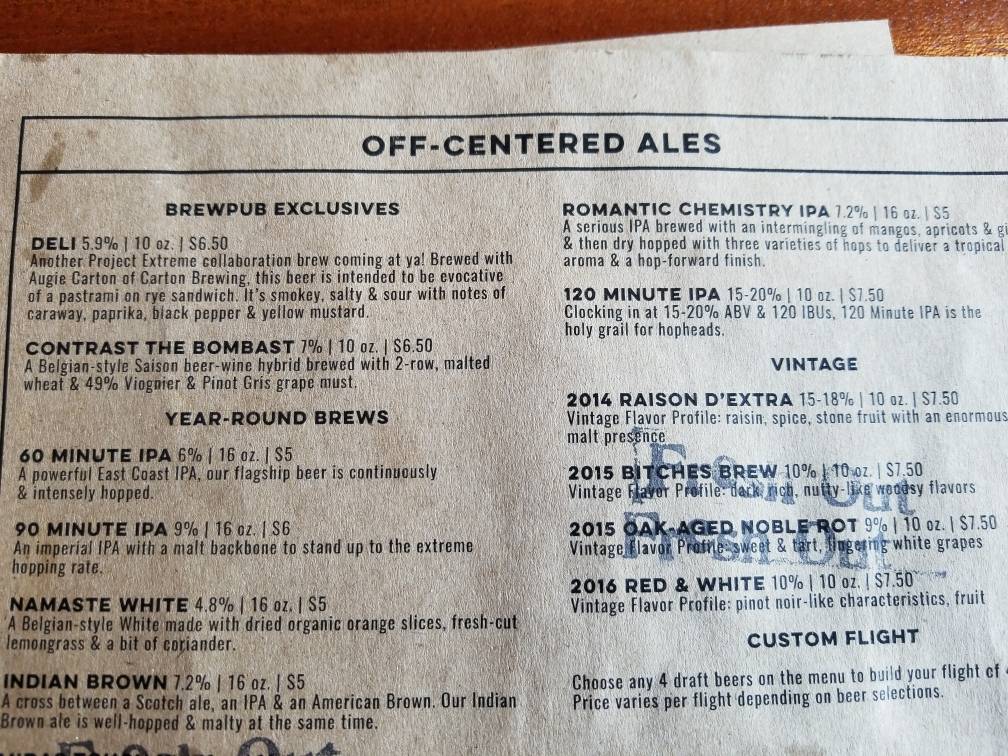 OFF-CENTERED ALES
BREWPUB EXCLUSIVES
DELI 5.9% | 10 oz. | $6.50
Another Project Extreme collaboration brew coming at ya! Brewed with
Augie Carton of Carton Brewing, this beer is intended to be evocative
of a pastrami on rye sandwich. It's smokey, salty & sour with notes of
caraway, paprika, black pepper & yellow mustard.
CONTRAST THE BOMBAST 7% | 10 oz. | $6.50
A Belgian-style Saison beer-wine hybrid brewed with 2-row, malted
wheat & 49% Viognier & Pinot Gris grape must.
YEAR-ROUND BREWS
60 MINUTE IPA 6% | 16 oz. | $5
A powerful East Coast IPA, our flagship beer is continuously
& intensely hopped.
90 MINUTE IPA 9% | 16 oz. | $6
An imperial IPA with a malt backbone to stand up to the extreme
hopping rate.
NAMASTE WHITE 4.8% | 16 oz. | $5
A Belgian-style White made with dried organic orange slices, fresh-cut
lemongrass & a bit of coriander.
INDIAN BROWN 7.2% | 16 oz. | $5
A cross between a Scotch ale, an IPA & an American Brown. Our Indian
Brown ale is well-hopped & malty at the same time.
Fresh Out
ROMANTIC CHEMISTRY IPA 7.2% | 16 oz. | $5
A serious IPA brewed with an intermingling of mangos, apricots &
& then dry hopped with three varieties of hops to deliver a tropical
aroma & a hop-forward finish.
120 MINUTE IPA 15-20% | 10 oz. | $7.50
Clocking in at 15-20% ABV & 120 IBUs, 120 Minute IPA is the
holy grail for hopheads.
VINTAGE
2014 RAISON D'EXTRA 15-18% | 10 oz. | $7.50
Vintage Flavor Profile: raisin, spice, stone fruit with an enormous
malt presence
2015 BITCHES BREW 10% | 10 oz. | $7.50
Vintage Flavor Profile: dark, rich, nutty-like woodsy flavors
Fresh Out
2015 OAK-AGED NOBLE ROT 9% | 10 oz. | $7.50
Vintage Flavor Profile: sweet & tart, lingering white grapes
Fresh Out
2016 RED & WHITE 10% | 10 oz. | $7.50
Vintage Flavor Profile: pinot noir-like characteristics, fruit
CUSTOM FLIGHT
Choose any 4 draft beers on the menu to build your flight of
Price varies per flight depending on beer selections.